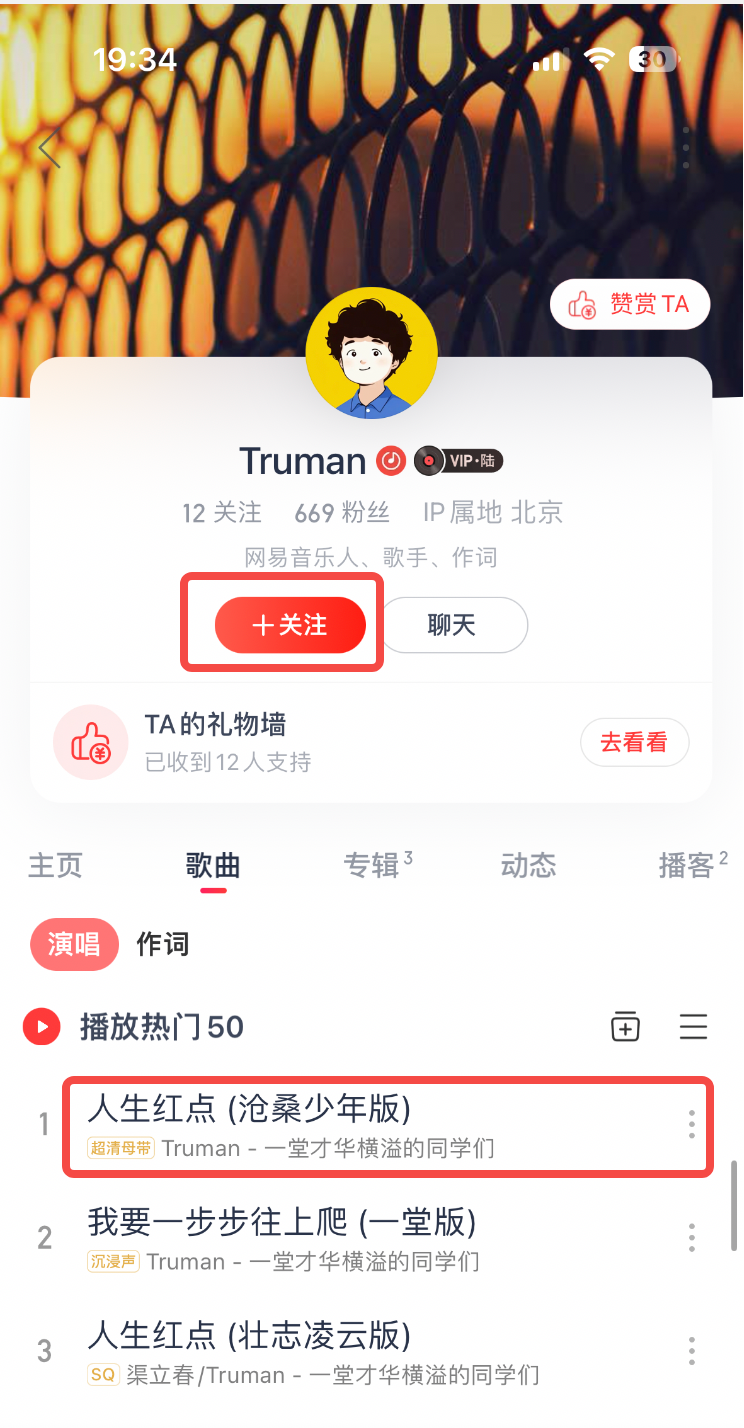 19:34
30
赞赏 TA
Truman VIP·陆
12 关注 669 粉丝 IP属地 北京
网易音乐人、歌手、作词
+关注 聊天
TA的礼物墙
已收到12人支持
去看看
主页 歌曲 专辑3 动态 播客2
演唱 作词
播放热门50
1 人生红点 (沧桑少年版)
超清母带 Truman - 一堂才华横溢的同学们
2 我要一步步往上爬 (一堂版)
沉浸声 Truman - 一堂才华横溢的同学们
3 人生红点 (壮志凌云版)
SQ 渠立春/Truman - 一堂才华横溢的同学们